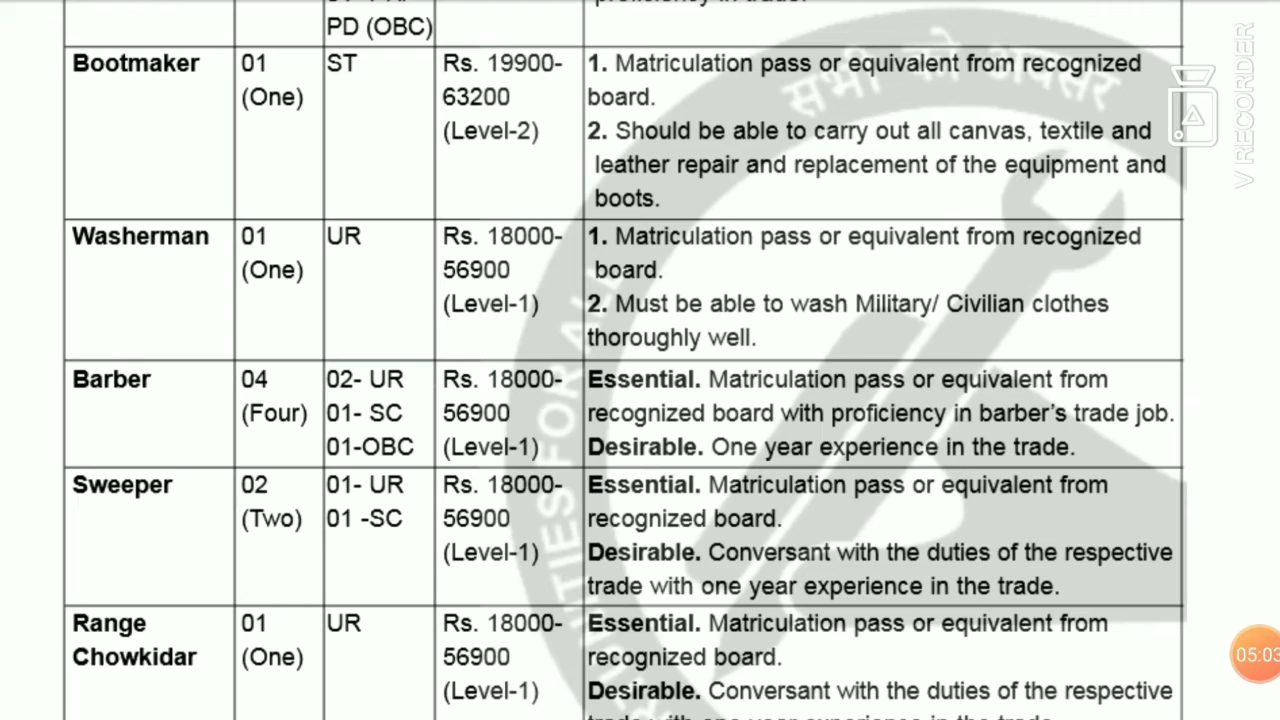 PD (OBC)
Bootmaker
01
(One)
ST
Rs. 19900-
63200
(Level-2)
1. Matriculation pass or equivalent from recognized
board.
2. Should be able to carry out all canvas, textile and
leather repair and replacement of the equipment and
boots.
Washerman
01
(One)
UR
Rs. 18000-
56900
(Level-1)
1. Matriculation pass or equivalent from recognized
board.
2. Must be able to wash Military/ Civilian clothes
thoroughly well.
Barber
04
(Four)
02- UR
01- SC
01-OBC
Rs. 18000-
56900
(Level-1)
Essential. Matriculation pass or equivalent from
recognized board with proficiency in barber's trade job.
Desirable. One year experience in the trade.
Sweeper
02
(Two)
01- UR
01 -SC
Rs. 18000-
56900
(Level-1)
Essential. Matriculation pass or equivalent from
recognized board.
Desirable. Conversant with the duties of the respective
trade with one year experience in the trade.
Range
Chowkidar
01
(One)
UR
Rs. 18000-
56900
(Level-1)
Essential. Matriculation pass or equivalent from
recognized board.
Desirable. Conversant with the duties of the respective
सभी को अवसर
NITIES FOR ALL
V RECORDER
05:03